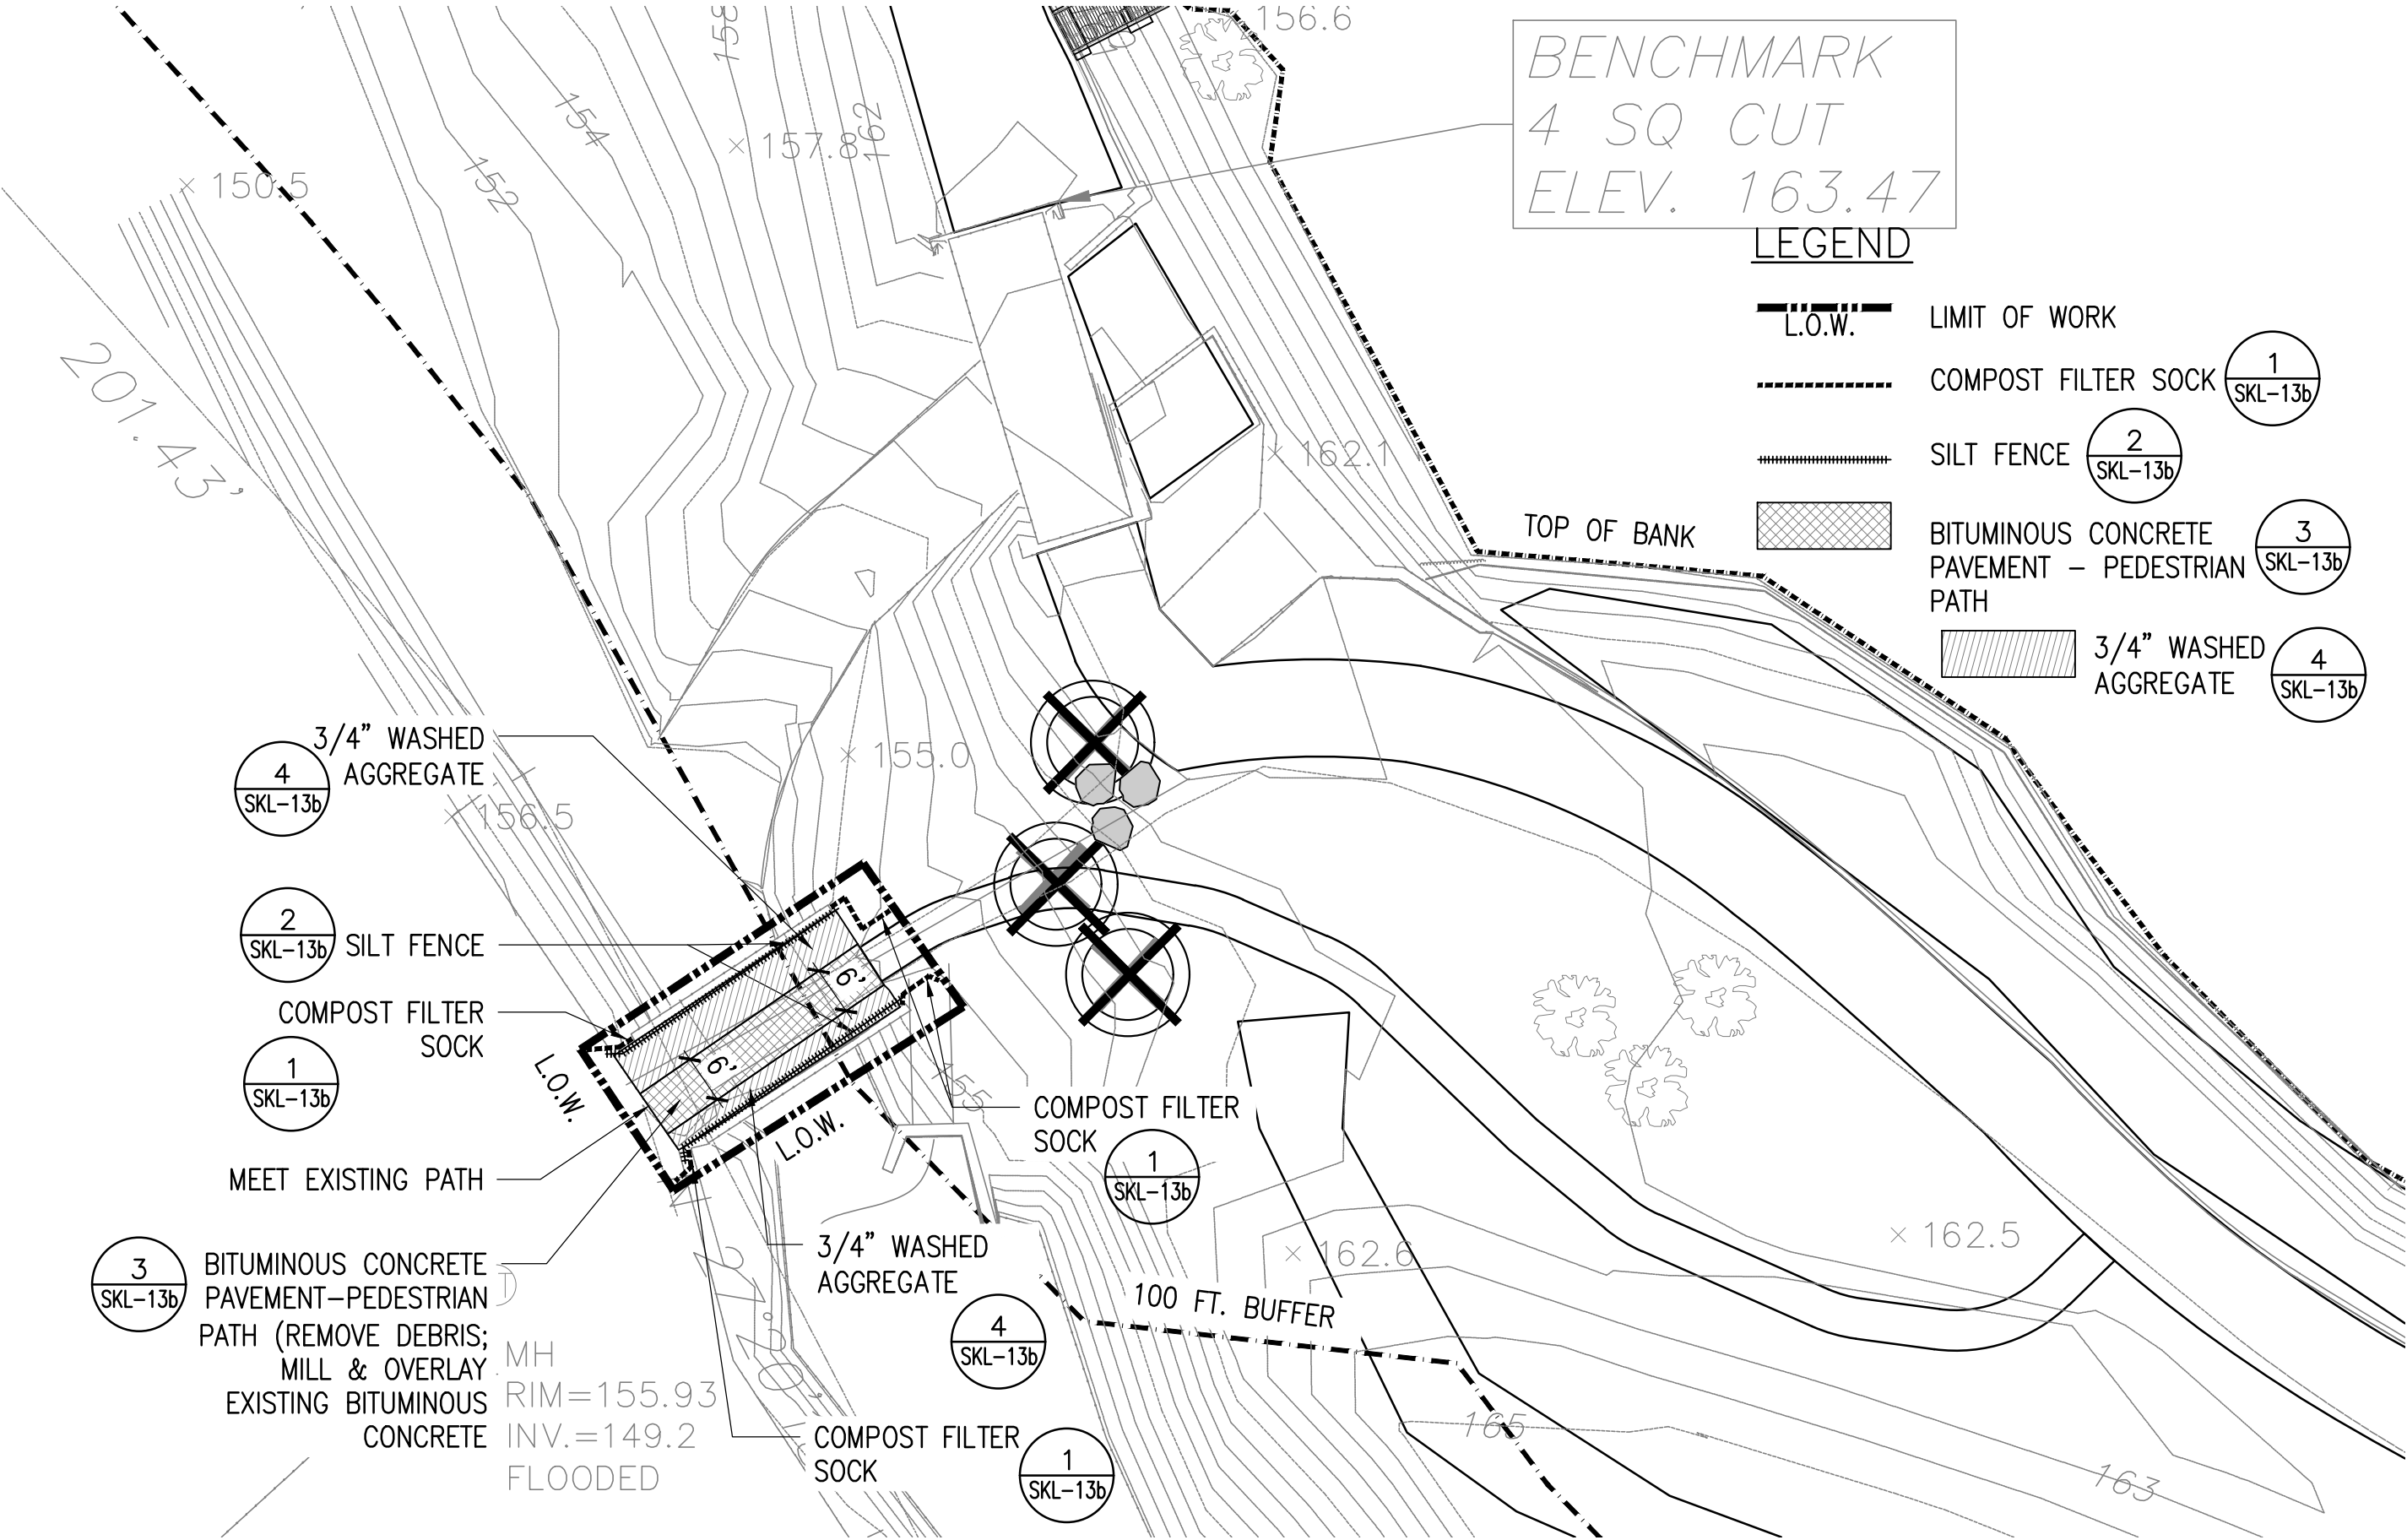 156.6
158
BENCHMARK
4 SQ CUT
ELEV. 163.47
154
× 157.8
162
152
× 150.5
201.43'
LEGEND
L.O.W.
LIMIT OF WORK
COMPOST FILTER SOCK
1
SKL-13b
SILT FENCE
2
SKL-13b
BITUMINOUS CONCRETE
PAVEMENT - PEDESTRIAN
PATH
3
SKL-13b
3/4" WASHED
AGGREGATE
4
SKL-13b
× 162.1
TOP OF BANK
3/4" WASHED
AGGREGATE
4
SKL-13b
× 155.0
× 156.5
2
SKL-13b
SILT FENCE
COMPOST FILTER
SOCK
1
SKL-13b
6'
6'
L.O.W.
L.O.W.
155
COMPOST FILTER
SOCK
1
SKL-13b
MEET EXISTING PATH
3
SKL-13b
BITUMINOUS CONCRETE
PAVEMENT-PEDESTRIAN
PATH (REMOVE DEBRIS;
MILL & OVERLAY
EXISTING BITUMINOUS
CONCRETE
MH
RIM=155.93
INV.=149.2
FLOODED
3/4" WASHED
AGGREGATE
4
SKL-13b
COMPOST FILTER
SOCK
1
SKL-13b
× 162.6
× 162.5
100 FT. BUFFER
165
163